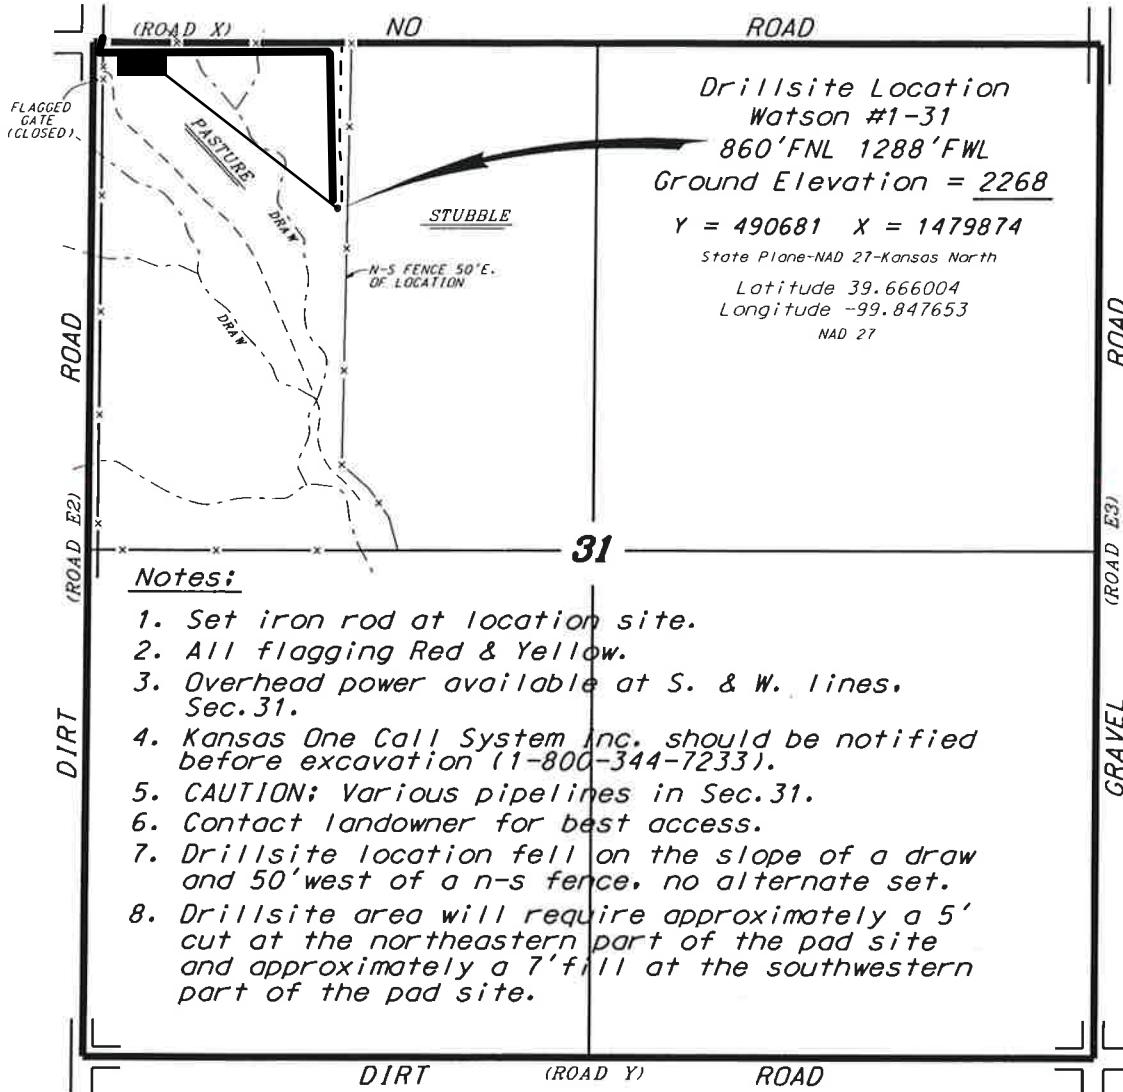 (ROAD X) NO ROAD
FLAGGED
GATE
(CLOSED)
PASTURE
DRAW
STUBBLE
N-S FENCE 50'E.
OF LOCATION
DRAW
Drillsite Location
Watson #1-31
860'FNL 1288'FWL
Ground Elevation = 2268
Y = 490681 X = 1479874
State Plane-NAD 27-Kansas North
Latitude 39.666004
Longitude -99.847653
NAD 27
ROAD
(ROAD E2)
DIRT
ROAD
(ROAD E3)
GRAVEL
31
Notes:
1. Set iron rod at location site.
2. All flagging Red & Yellow.
3. Overhead power available at S. & W. lines,
Sec.31.
4. Kansas One Call System Inc. should be notified
before excavation (1-800-344-7233).
5. CAUTION: Various pipelines in Sec.31.
6. Contact landowner for best access.
7. Drillsite location fell on the slope of a draw
and 50'west of a n-s fence, no alternate set.
8. Drillsite area will require approximately a 5'
cut at the northeastern part of the pad site
and approximately a 7'fill at the southwestern
part of the pad site.
DIRT (ROAD Y) ROAD